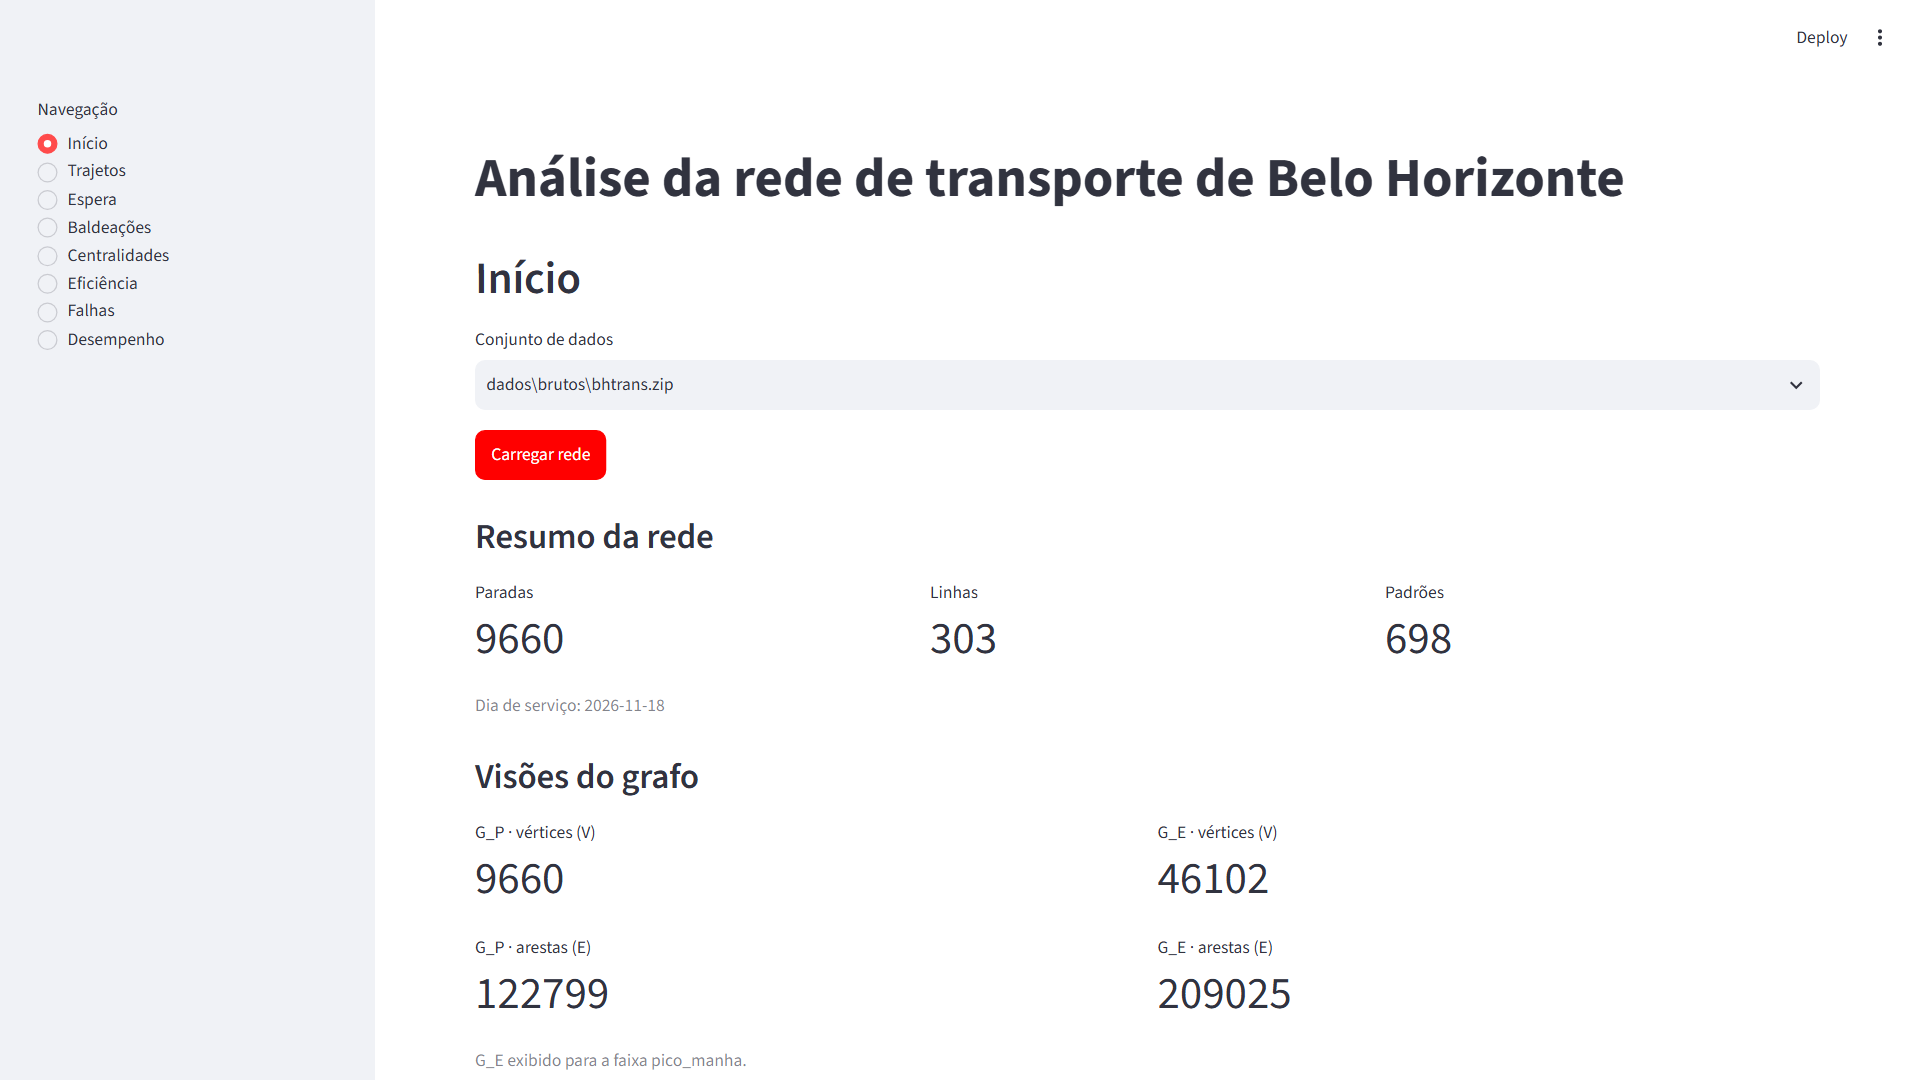 Deploy
Navegação
Início
Trajetos
Espera
Baldeações
Centralidades
Eficiência
Falhas
Desempenho
Análise da rede de transporte de Belo Horizonte
Início
Conjunto de dados
dados\brutos\bhtrans.zip
Carregar rede
Resumo da rede
Paradas
9660
Linhas
303
Padrões
698
Dia de serviço: 2026-11-18
Visões do grafo
G_P · vértices (V)
9660
G_E · vértices (V)
46102
G_P · arestas (E)
122799
G_E · arestas (E)
209025
G_E exibido para a faixa pico_manha.